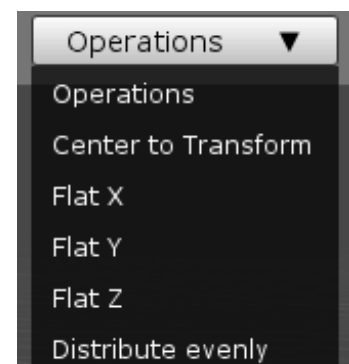 Operations ▼
Operations
Center to Transform
Flat X
Flat Y
Flat Z
Distribute evenly